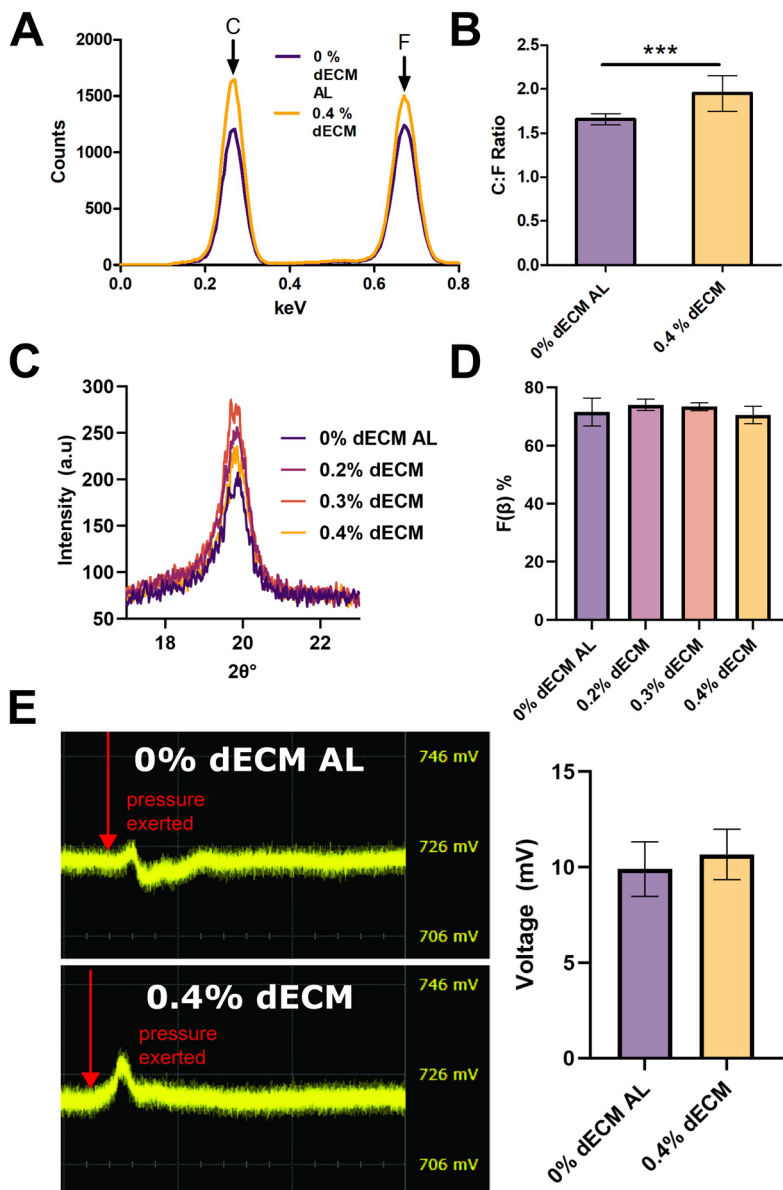 A
C
F
0 %
dECM
AL
0.4 %
dECM
Counts
2000
1500
1000
500
0
0.0
0.2
0.4
0.6
0.8
keV
B
***
C:F Ratio
2.5
2.0
1.5
1.0
0.5
0.0
0% dECM AL
0.4 % dECM
C
Intensity (a.u)
300
250
200
150
100
50
18
20
22
2θ°
0% dECM AL
0.2% dECM
0.3% dECM
0.4% dECM
D
F(β) %
80
60
40
20
0
0% dECM AL
0.2% dECM
0.3% dECM
0.4% dECM
E
0% dECM AL
pressure
exerted
746 mV
726 mV
706 mV
0.4% dECM
pressure
exerted
746 mV
726 mV
706 mV
Voltage (mV)
15
10
5
0
0% dECM AL
0.4% dECM